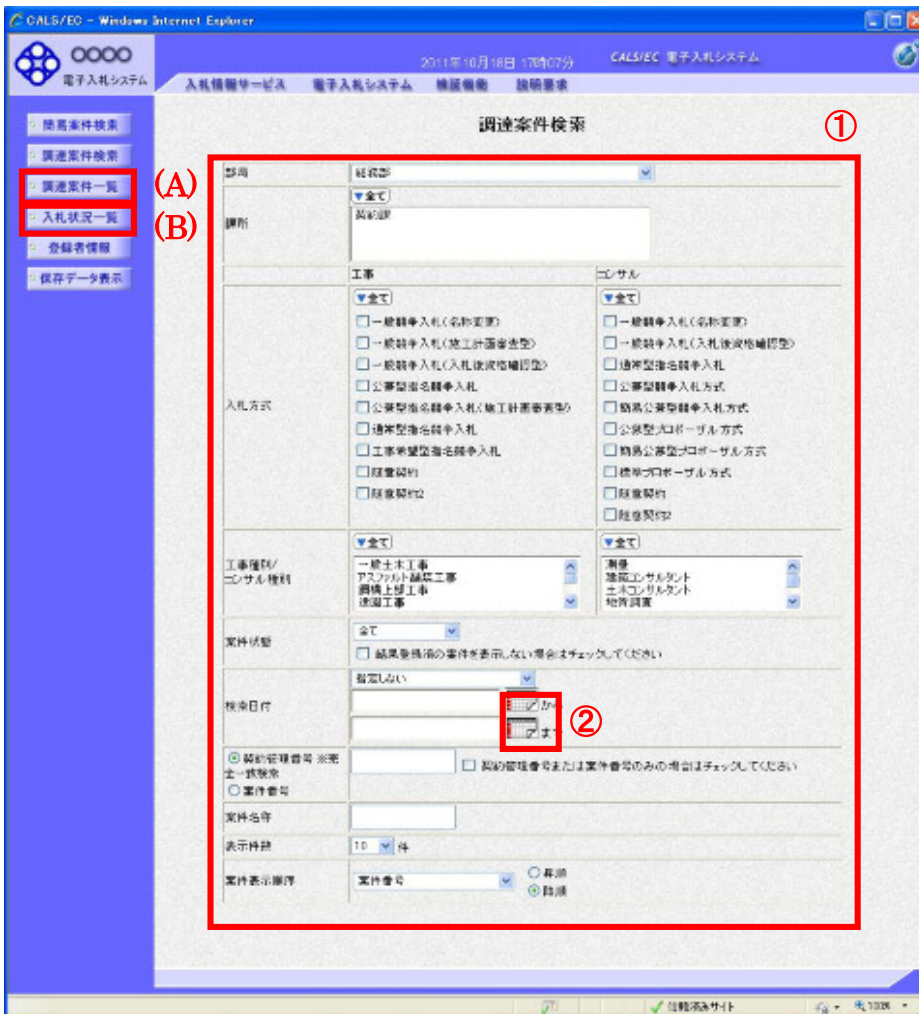 CALS/EC - Windows Internet Explorer
OOOO
電子入札システム
2011年10月18日 17時07分
CALS/EC 電子入札システム
入札情報サービス 電子入札システム 検証機能 説明要求
簡易案件検索
調達案件検索
調達案件一覧
入札状況一覧
登録者情報
保存データ表示
(A)
(B)
調達案件検索
①
部局 総務部
▼全て
課所 契約課
工事 コンサル
入札方式
▼全て ▼全て
一般競争入札(名称変更) 一般競争入札(名称変更)
一般競争入札(施工計画審査型) 一般競争入札(入札後資格確認型)
一般競争入札(入札後資格確認型) 通常型指名競争入札
公募型指名競争入札 公募型競争入札方式
公募型指名競争入札(施工計画審査型) 簡易公募型競争入札方式
通常型指名競争入札 公募型プロポーザル方式
工事希望型指名競争入札 簡易公募型プロポーザル方式
随意契約 標準プロポーザル方式
随意契約2 随意契約
随意契約2
工事種別/
コンサル種別
▼全て ▼全て
一般土木工事 測量
アスファルト舗装工事 建築コンサルタント
鋼橋上部工事 土木コンサルタント
造園工事 地質調査
案件状態 全て
結果登録済の案件を表示しない場合はチェックしてください
検索日付 指定しない
から
まで
②
契約管理番号 ※完
全一致検索
案件番号
契約管理番号または案件番号のみの場合はチェックしてください
案件名称
表示件数 10 件
案件表示順序 案件番号 昇順
降順
信頼済みサイト 100%